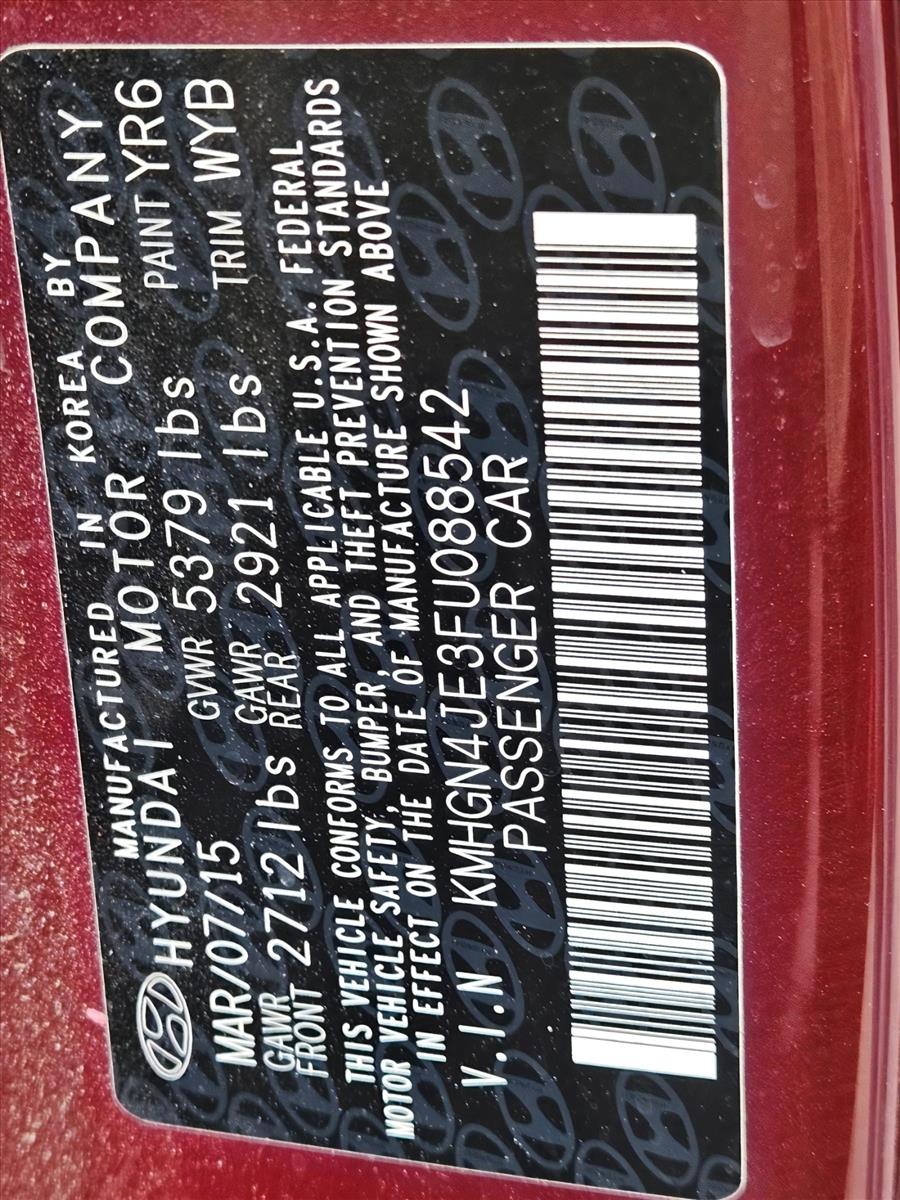 MANUFACTURED IN KOREA BY
HYUNDAI MOTOR COMPANY
MAR/07/15 GVWR 5379 lbs PAINT YR6
GAWR FRONT 2712 lbs GAWR REAR 2921 lbs TRIM WYB
THIS VEHICLE CONFORMS TO ALL APPLICABLE U.S.A. FEDERAL
MOTOR VEHICLE SAFETY, BUMPER, AND THEFT PREVENTION STANDARDS
IN EFFECT ON THE DATE OF MANUFACTURE SHOWN ABOVE
V.I.N KMHGN4JE3FU088542
PASSENGER CAR